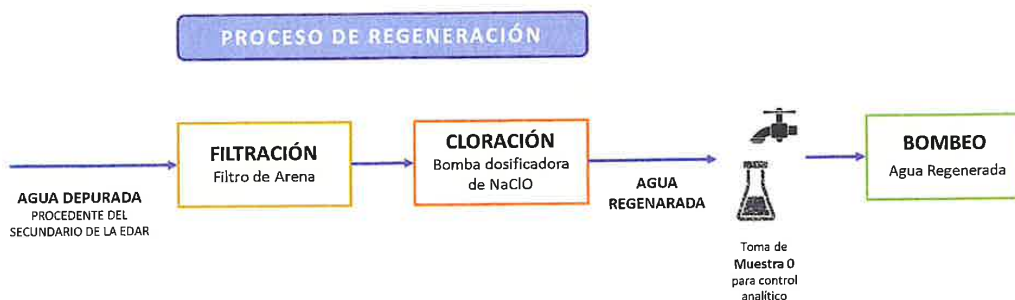 PROCESO DE REGENERACIÓN
AGUA DEPURADA
PROCEDENTE DEL
SECUNDARIO DE LA EDAR
FILTRACIÓN
Filtro de Arena
CLORACIÓN
Bomba dosificadora
de NaClO
AGUA
REGENARADA
Toma de
Muestra 0
para control
analítico
BOMBEO
Agua Regenerada